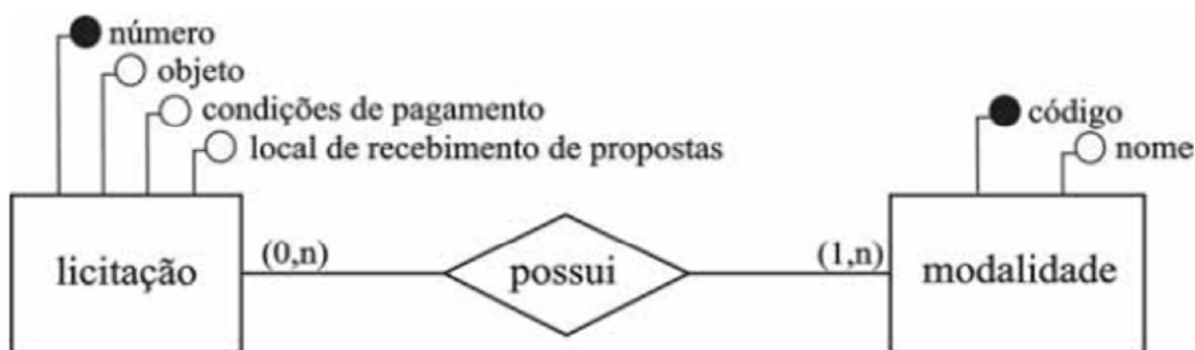 número
objeto
condições de pagamento
local de recebimento de propostas
código
nome
licitação
(0,n)
possui
(1,n)
modalidade